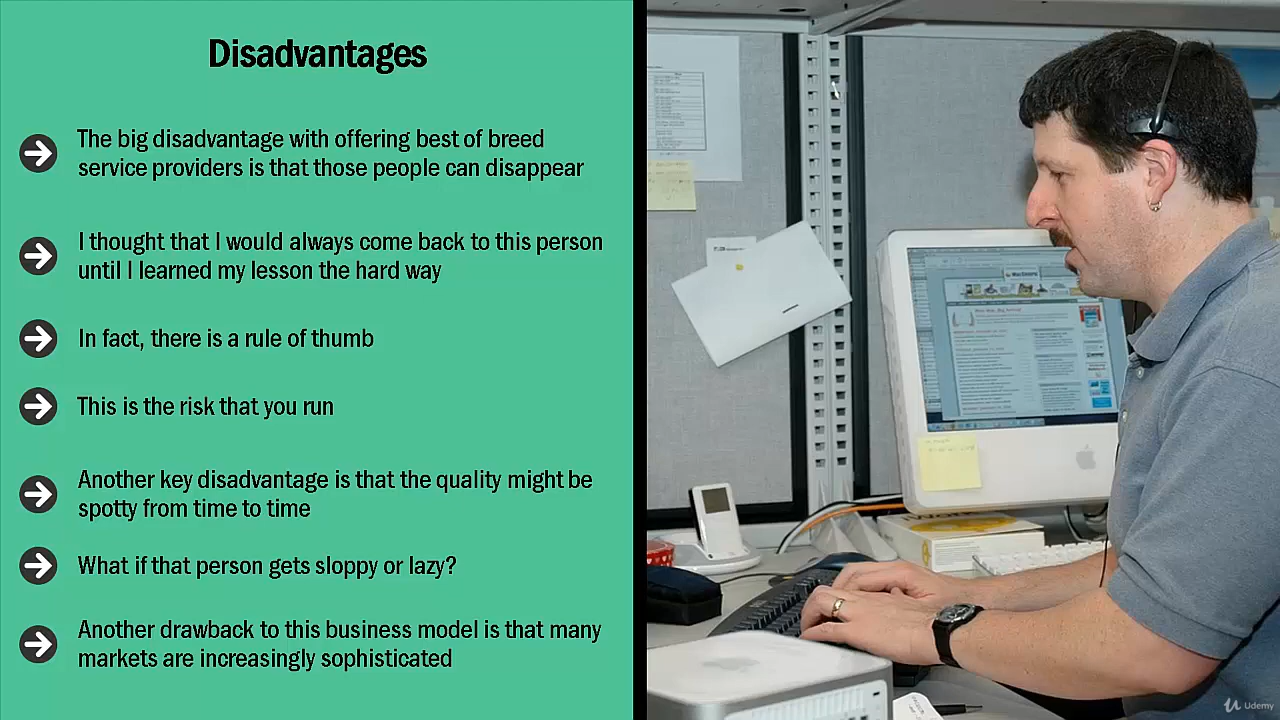 Disadvantages
The big disadvantage with offering best of breed
service providers is that those people can disappear
I thought that I would always come back to this person
until I learned my lesson the hard way
In fact, there is a rule of thumb
This is the risk that you run
Another key disadvantage is that the quality might be
spotty from time to time
What if that person gets sloppy or lazy?
Another drawback to this business model is that many
markets are increasingly sophisticated
Udemy